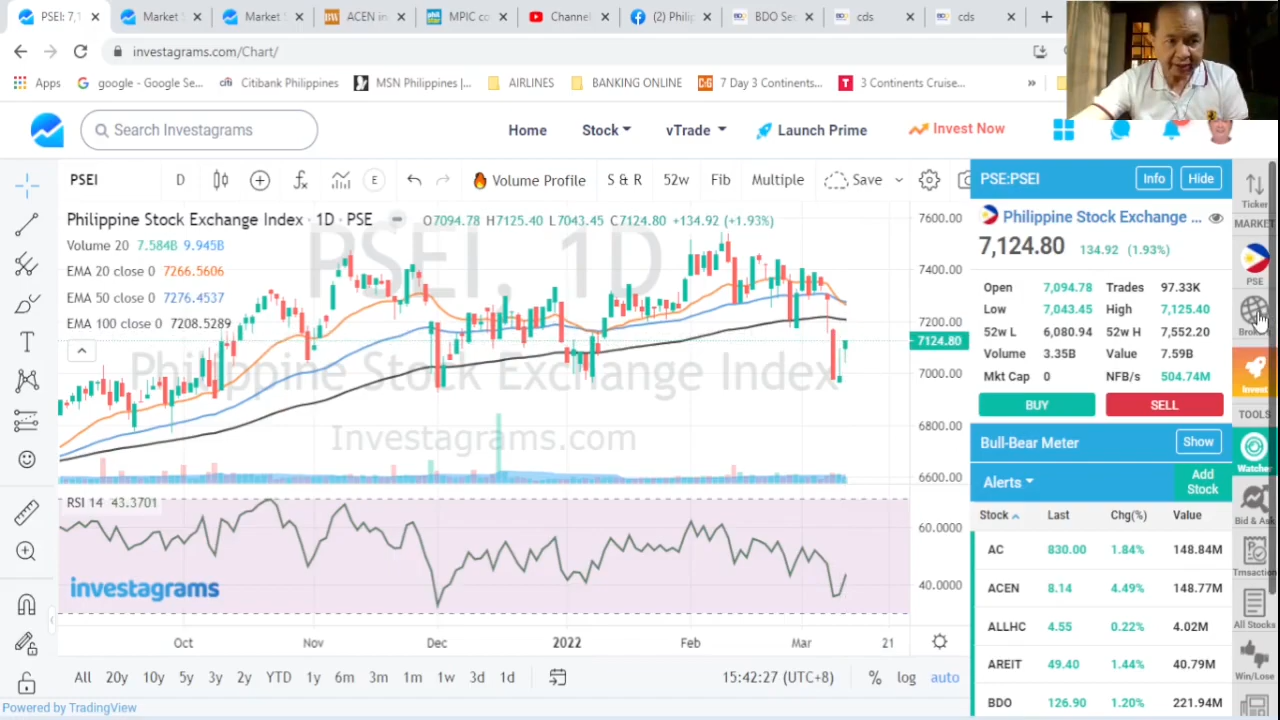 PSEI: 7,1
Market
Market
ACEN in
MPIC co
Channel
(2) Philip
BDO Se
cds
cds
investagrams.com/Chart/
Apps
google - Google Se...
Citibank Philippines
MSN Philippines |...
AIRLINES
BANKING ONLINE
7 Day 3 Continents...
3 Continents Cruise...
»
Search Investagrams
Home
Stock
vTrade
Launch Prime
Invest Now
PSEI
D
E
Volume Profile
S & R
52w
Fib
Multiple
Save
Philippine Stock Exchange Index · 1D · PSE
O7094.78 H7125.40 L7043.45 C7124.80 +134.92 (+1.93%)
Volume 20 7.584B 9.945B
EMA 20 close 0 7266.5606
EMA 50 close 0 7276.4537
EMA 100 close 0 7208.5289
PSEI, 1D
Philippine Stock Exchange Index
Investagrams.com
7600.00
7400.00
7200.00
7124.80
7000.00
6800.00
6600.00
RSI 14 43.3701
60.0000
40.0000
investagrams
Oct
Nov
Dec
2022
Feb
Mar
21
All 20y 10y 5y 3y 2y YTD 1y 6m 3m 1m 1w 3d 1d
15:42:27 (UTC+8)
% log auto
Powered by TradingView
PSE:PSEI
Info
Hide
Philippine Stock Exchange ...
7,124.80 134.92 (1.93%)
Open 7,094.78 Trades 97.33K
Low 7,043.45 High 7,125.40
52w L 6,080.94 52w H 7,552.20
Volume 3.35B Value 7.59B
Mkt Cap 0 NFB/s 504.74M
BUY
SELL
Bull-Bear Meter
Show
Alerts
Add
Stock
Stock Last Chg(%) Value
AC 830.00 1.84% 148.84M
ACEN 8.14 4.49% 148.77M
ALLHC 4.55 0.22% 4.02M
AREIT 49.40 1.44% 40.79M
BDO 126.90 1.20% 221.94M
Ticker
MARKET
PSE
Invest
TOOLS
Watcher
Bid & Ask
Trnsaction
All Stocks
Win/Lose